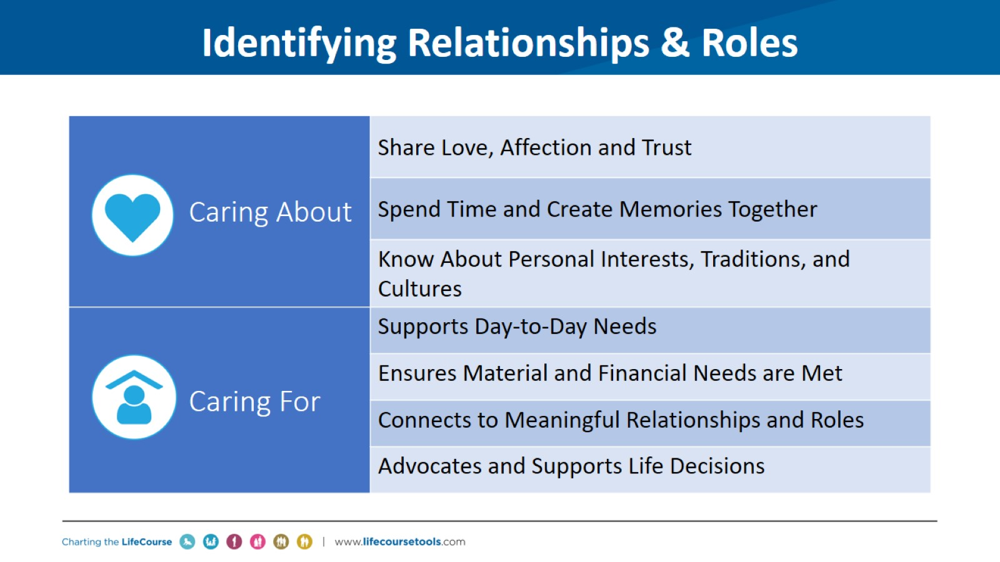 Identifying Relationships & Roles
Caring About
Share Love, Affection and Trust
Spend Time and Create Memories Together
Know About Personal Interests, Traditions, and
Cultures
Caring For
Supports Day-to-Day Needs
Ensures Material and Financial Needs are Met
Connects to Meaningful Relationships and Roles
Advocates and Supports Life Decisions
Charting the LifeCourse | www.lifecoursetools.com